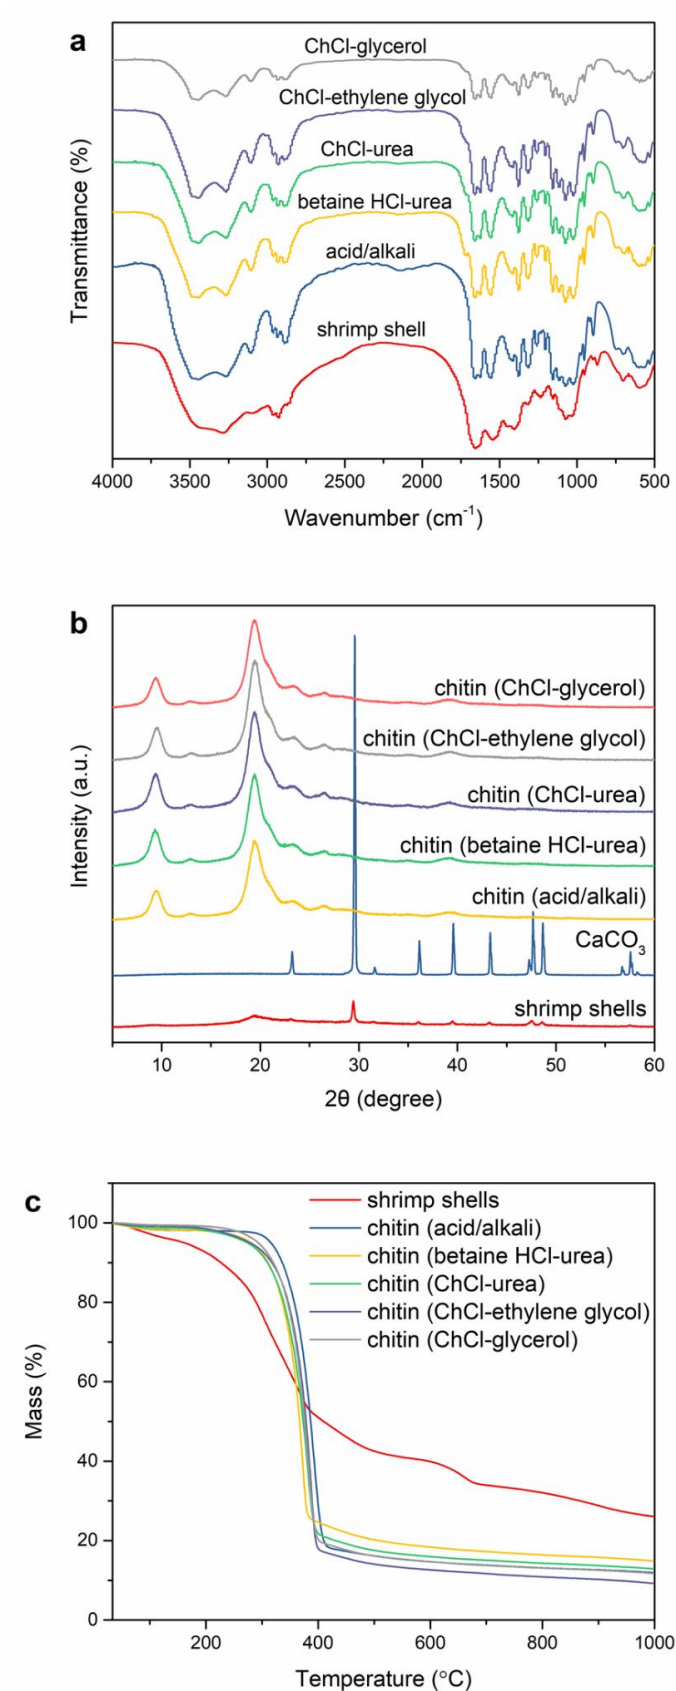 a
ChCl-glycerol
ChCl-ethylene glycol
ChCl-urea
betaine HCl-urea
acid/alkali
shrimp shell
Transmittance (%)
4000 3500 3000 2500 2000 1500 1000 500
Wavenumber (cm⁻¹)
b
chitin (ChCl-glycerol)
chitin (ChCl-ethylene glycol)
chitin (ChCl-urea)
chitin (betaine HCl-urea)
chitin (acid/alkali)
CaCO₃
shrimp shells
Intensity (a.u.)
10 20 30 40 50 60
2θ (degree)
c
shrimp shells
chitin (acid/alkali)
chitin (betaine HCl-urea)
chitin (ChCl-urea)
chitin (ChCl-ethylene glycol)
chitin (ChCl-glycerol)
100
80
60
40
20
0
Mass (%)
200 400 600 800 1000
Temperature (°C)